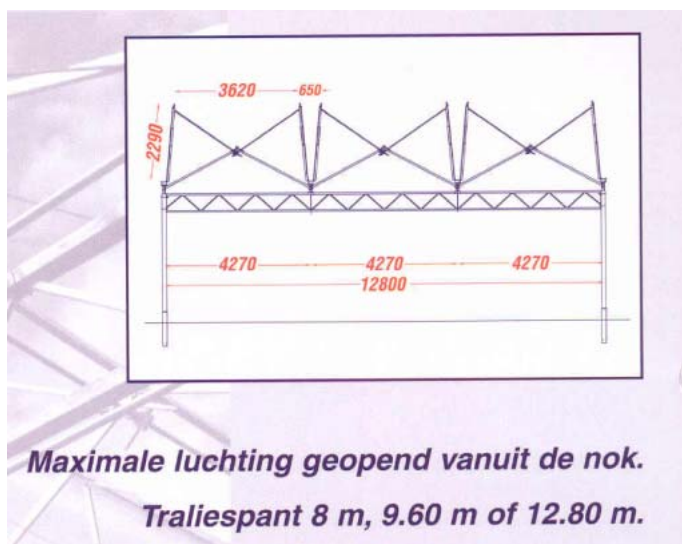 3620 650
2290
4270 4270 4270
12800
Maximale luchting geopend vanuit de nok.
Traliespant 8 m, 9.60 m of 12.80 m.